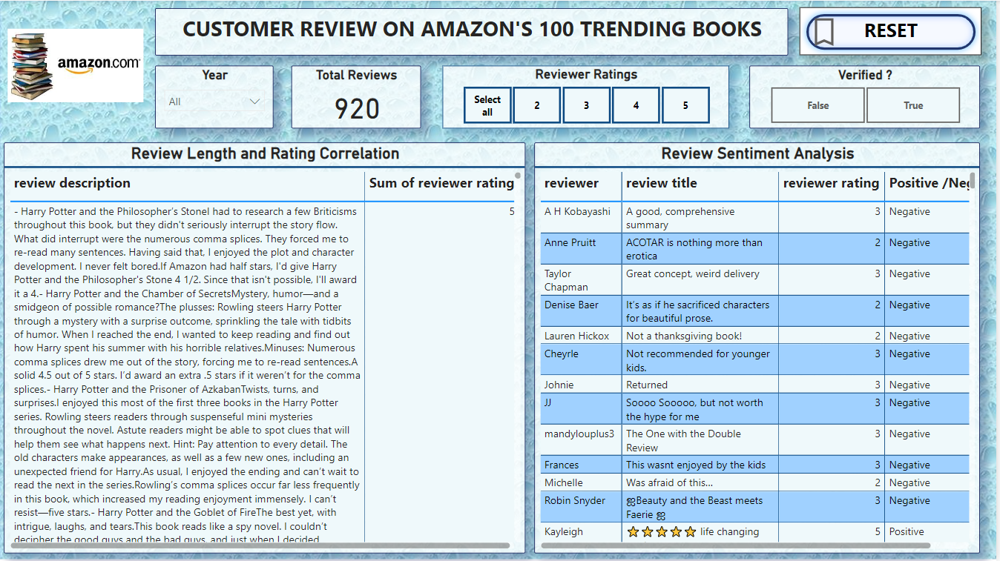 CUSTOMER REVIEW ON AMAZON'S 100 TRENDING BOOKS
RESET
amazon.com
Year
All
Total Reviews
920
Reviewer Ratings
Select all
2
3
4
5
Verified ?
False
True
Review Length and Rating Correlation
review description
Sum of reviewer rating
- Harry Potter and the Philosopher’s StoneI had to research a few Briticisms
throughout this book, but they didn't seriously interrupt the story flow.
What did interrupt were the numerous comma splices. They forced me to
re-read many sentences. Having said that, I enjoyed the plot and character
development. I never felt bored.If Amazon had half stars, I'd give Harry
Potter and the Philosopher's Stone 4 1/2. Since that isn't possible, I'll award
it a 4.- Harry Potter and the Chamber of SecretsMystery, humor—and a
smidgeon of possible romance?The plusses: Rowling steers Harry Potter
through a mystery with a surprise outcome, sprinkling the tale with tidbits
of humor. When I reached the end, I wanted to keep reading and find out
how Harry spent his summer with his horrible relatives.Minuses: Numerous
comma splices drew me out of the story, forcing me to re-read sentences.A
solid 4.5 out of 5 stars. I’d award an extra .5 stars if it weren’t for the comma
splices.- Harry Potter and the Prisoner of AzkabanTwists, turns, and
surprises.I enjoyed this most of the first three books in the Harry Potter
series. Rowling steers readers through suspenseful mini mysteries
throughout the novel. Astute readers might be able to spot clues that will
help them see what happens next. Hint: Pay attention to every detail. The
old characters make appearances, as well as a few new ones, including an
unexpected friend for Harry.As usual, I enjoyed the ending and can’t wait to
read the next in the series.Rowling’s comma splices occur far less frequently
in this book, which increased my reading enjoyment immensely. I can’t
resist—five stars.- Harry Potter and the Goblet of FireThe best yet, with
intrigue, laughs, and tears.This book reads like a spy novel. I couldn’t
decipher the good guys and the bad guys, and just when I decided
5
Review Sentiment Analysis
reviewer
review title
reviewer rating
Positive /Neg
A H Kobayashi
A good, comprehensive
summary
3
Negative
Anne Pruitt
ACOTAR is nothing more than
erotica
2
Negative
Taylor
Chapman
Great concept, weird delivery
3
Negative
Denise Baer
It’s as if he sacrificed characters
for beautiful prose.
2
Negative
Lauren Hickox
Not a thanksgiving book!
2
Negative
Cheyrle
Not recommended for younger
kids.
3
Negative
Johnie
Returned
3
Negative
JJ
Soooo Sooooo, but not worth
the hype for me
3
Negative
mandylouplus3
The One with the Double
Review
3
Negative
Frances
This wasnt enjoyed by the kids
3
Negative
Michelle
Was afraid of this...
2
Negative
Robin Snyder
ஐBeauty and the Beast meets
Faerie ஐ
3
Negative
Kayleigh
⭐⭐⭐⭐⭐ life changing
5
Positive